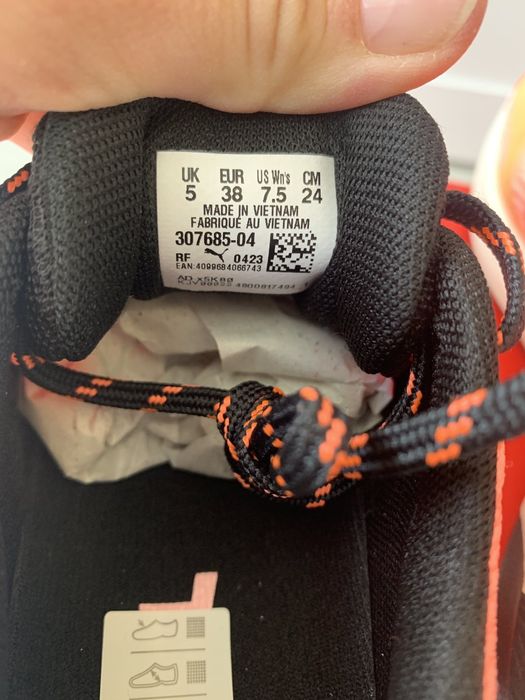 UK EUR US Wn's CM
5 38 7.5 24
MADE IN VIETNAM
FABRIQUÉ AU VIETNAM
307685-04
RF 0423
EAN:4099684066743